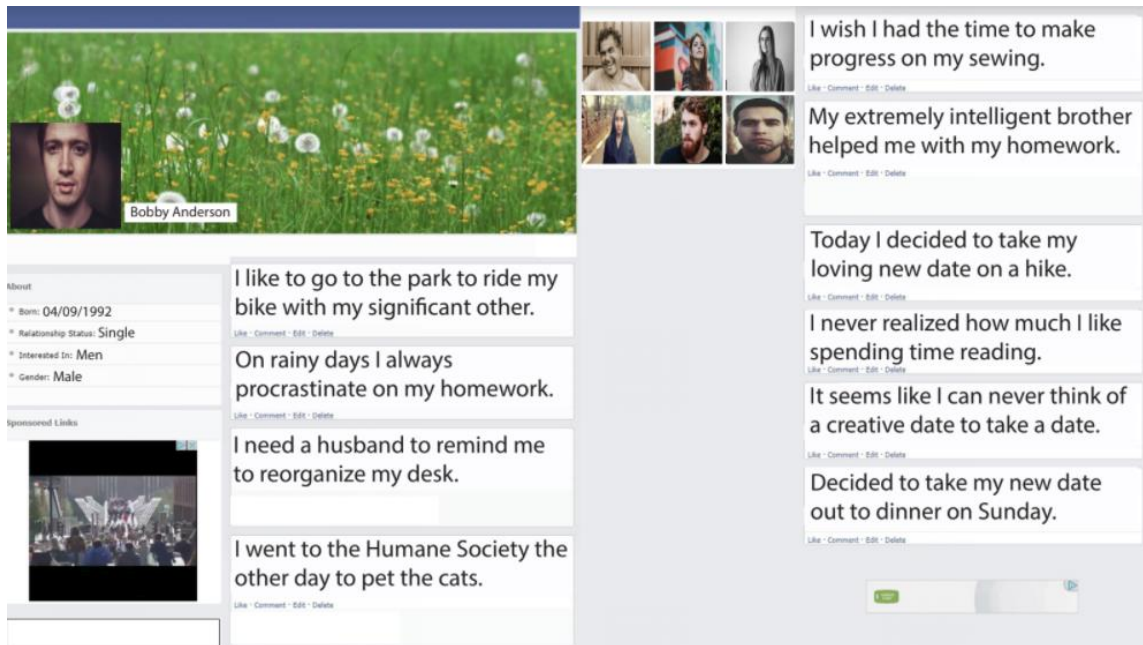 Bobby Anderson
About
Born: 04/09/1992
Relationship Status: Single
Interested In: Men
Gender: Male
Sponsored Links
I like to go to the park to ride my
bike with my significant other.
Like · Comment · Edit · Delete
On rainy days I always
procrastinate on my homework.
Like · Comment · Edit · Delete
I need a husband to remind me
to reorganize my desk.
I went to the Humane Society the
other day to pet the cats.
Like · Comment · Edit · Delete
I wish I had the time to make
progress on my sewing.
Like · Comment · Edit · Delete
My extremely intelligent brother
helped me with my homework.
Like · Comment · Edit · Delete
Today I decided to take my
loving new date on a hike.
Like · Comment · Edit · Delete
I never realized how much I like
spending time reading.
Like · Comment · Edit · Delete
It seems like I can never think of
a creative date to take a date.
Like · Comment · Edit · Delete
Decided to take my new date
out to dinner on Sunday.
Like · Comment · Edit · Delete